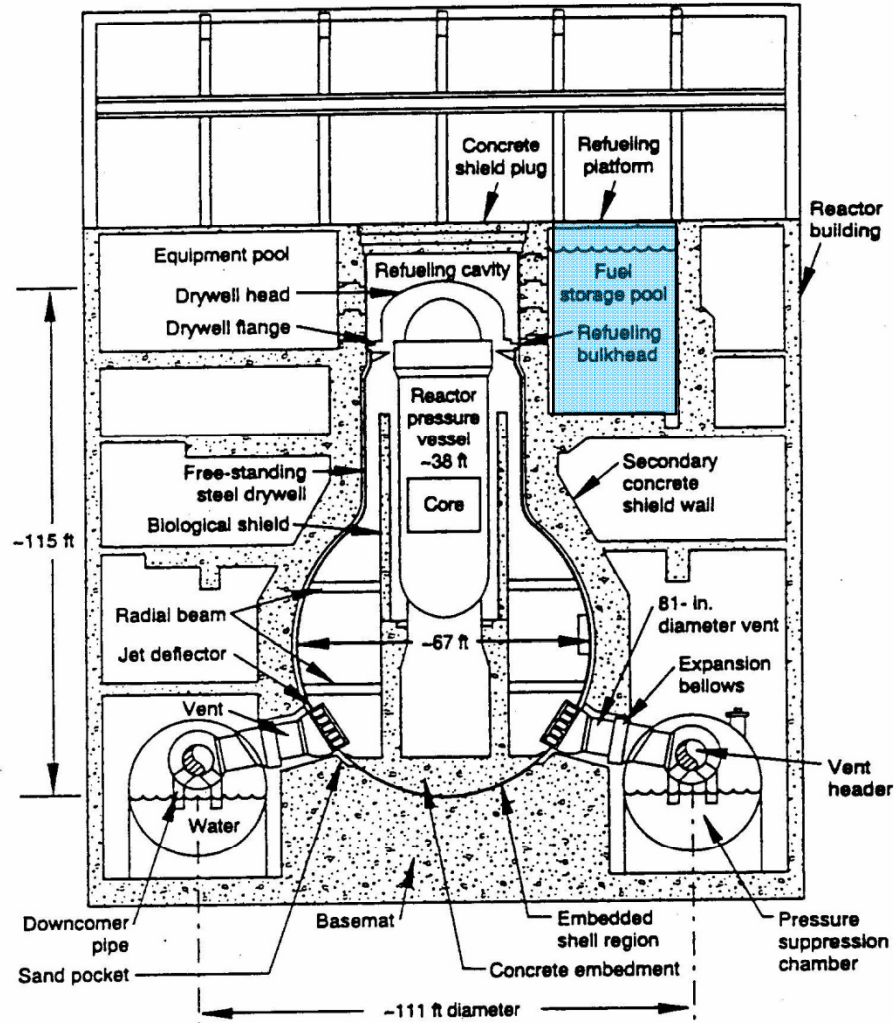 Concrete
shield plug
Refueling
platform
Reactor
building
Equipment pool
Refueling cavity
Fuel
storage pool
Drywell head
Drywell flange
Refueling
bulkhead
Reactor
pressure
vessel
~38 ft
Free-standing
steel drywell
Secondary
concrete
shield wall
Core
Biological shield
~115 ft
81- in.
diameter vent
Radial beam
~67 ft
Jet deflector
Expansion
bellows
Vent
Vent
header
Water
Downcomer
pipe
Basemat
Embedded
shell region
Pressure
suppression
chamber
Sand pocket
Concrete embedment
~111 ft diameter